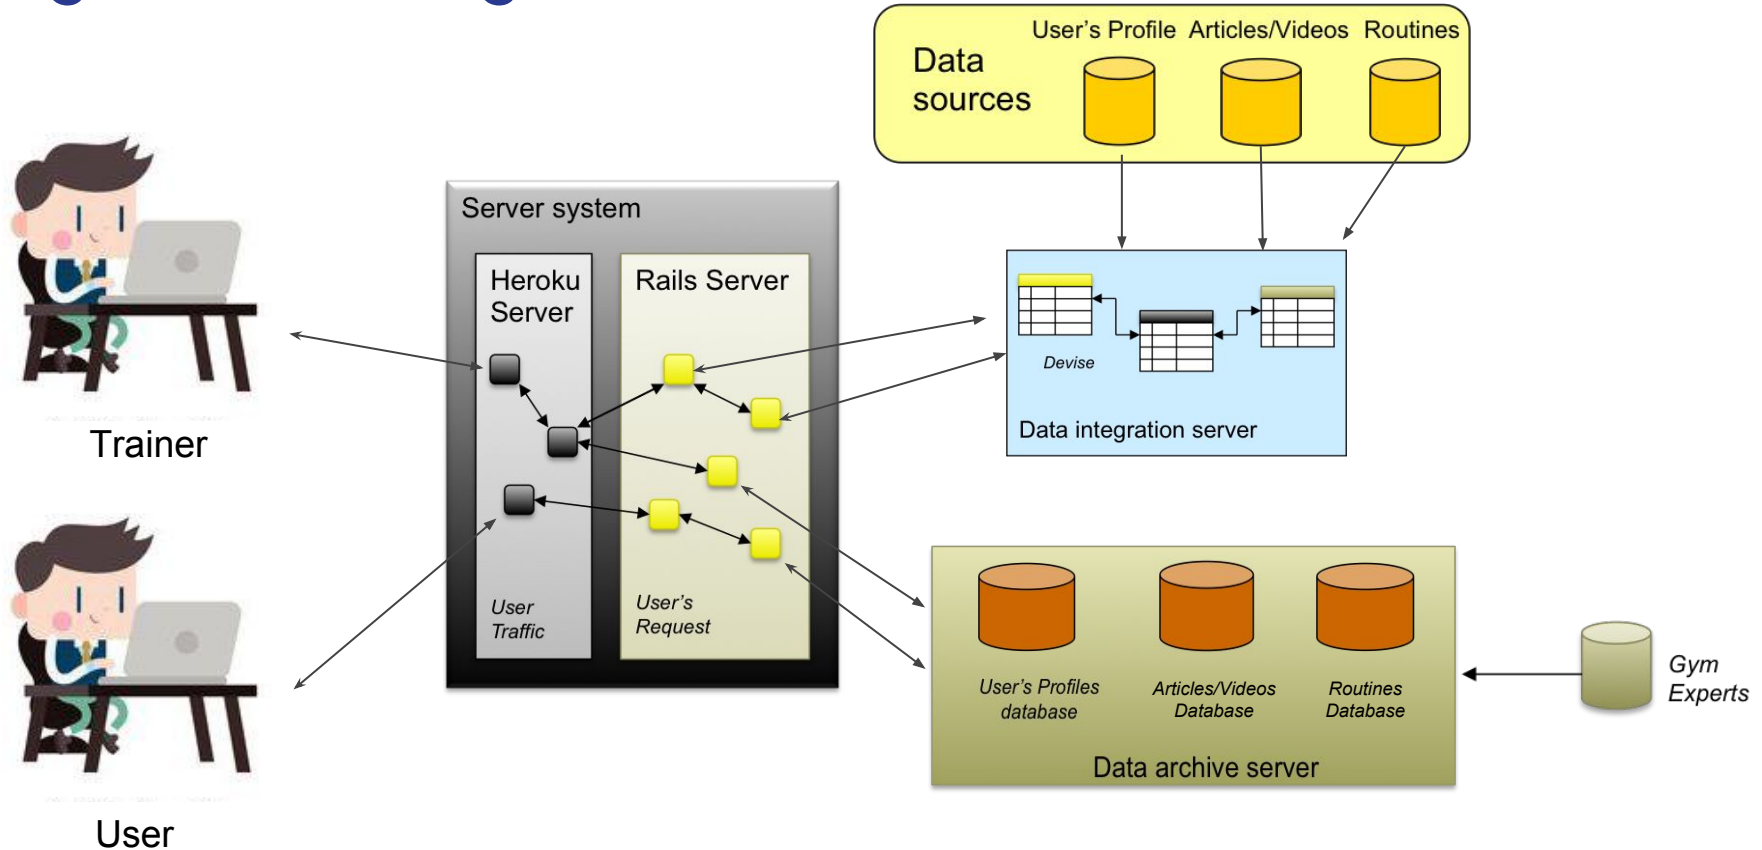 User’s Profile
Articles/Videos
Routines
Data
sources
Server system
Heroku
Server
Rails Server
Devise
Data integration server
Trainer
User
Traffic
User’s
Request
User’s Profiles
database
Articles/Videos
Database
Routines
Database
Gym
Experts
Data archive server
User